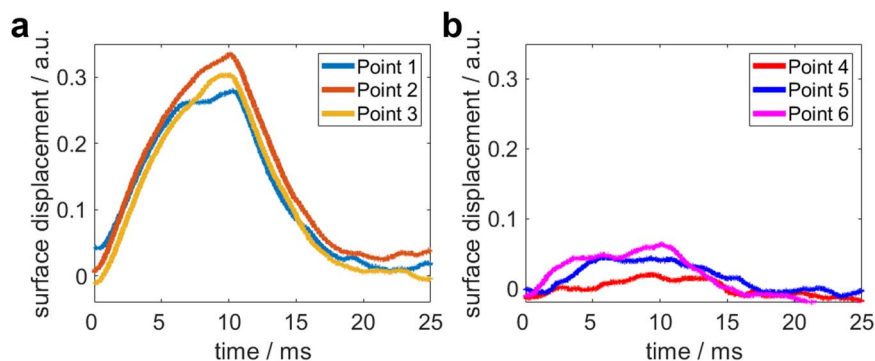 a
surface displacement / a.u.
0.3
0.2
0.1
0
0
5
10
15
20
25
time / ms
Point 1
Point 2
Point 3
b
surface displacement / a.u.
0.3
0.2
0.1
0
0
5
10
15
20
25
time / ms
Point 4
Point 5
Point 6